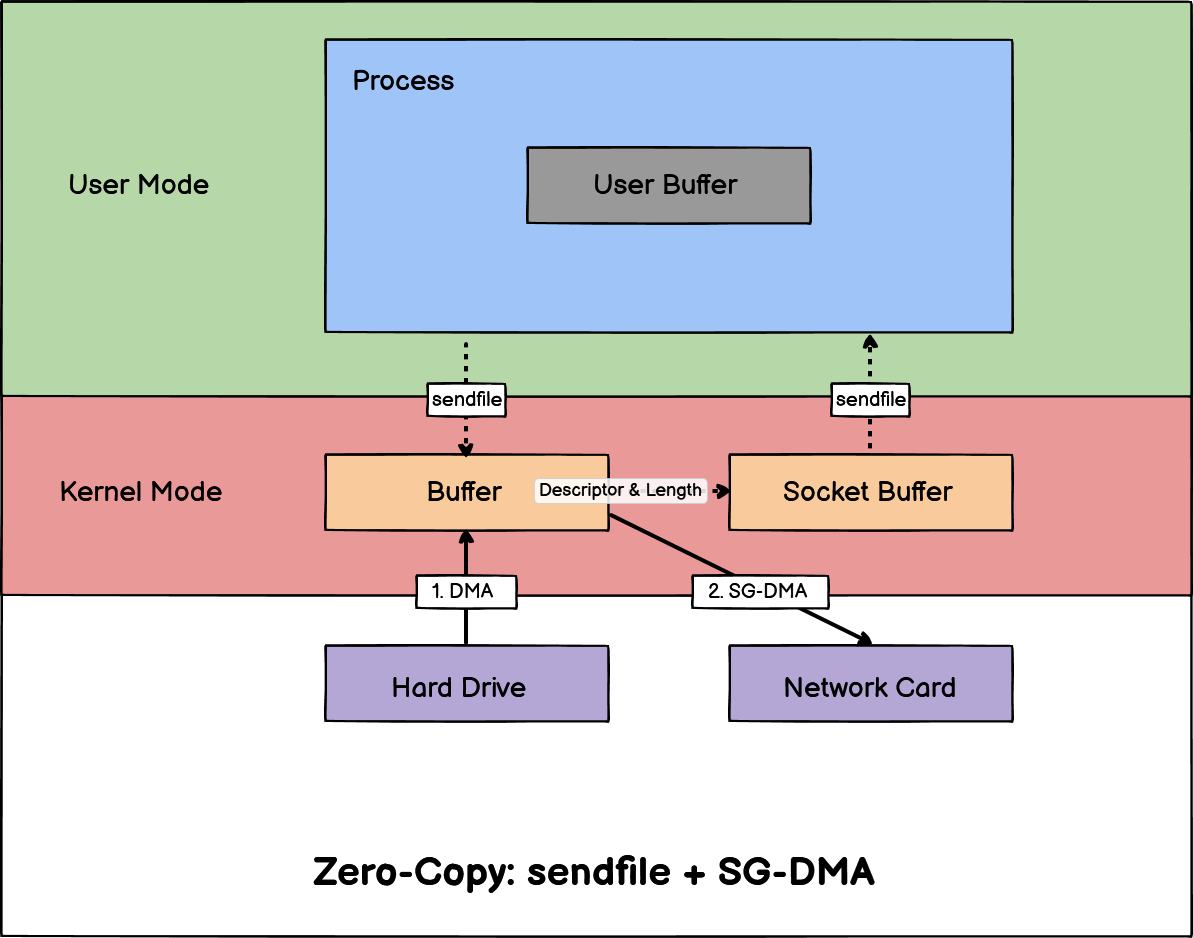 Process
User Mode
User Buffer
sendfile
sendfile
Kernel Mode
Buffer
Descriptor & Length
Socket Buffer
1. DMA
2. SG-DMA
Hard Drive
Network Card
Zero-Copy: sendfile + SG-DMA